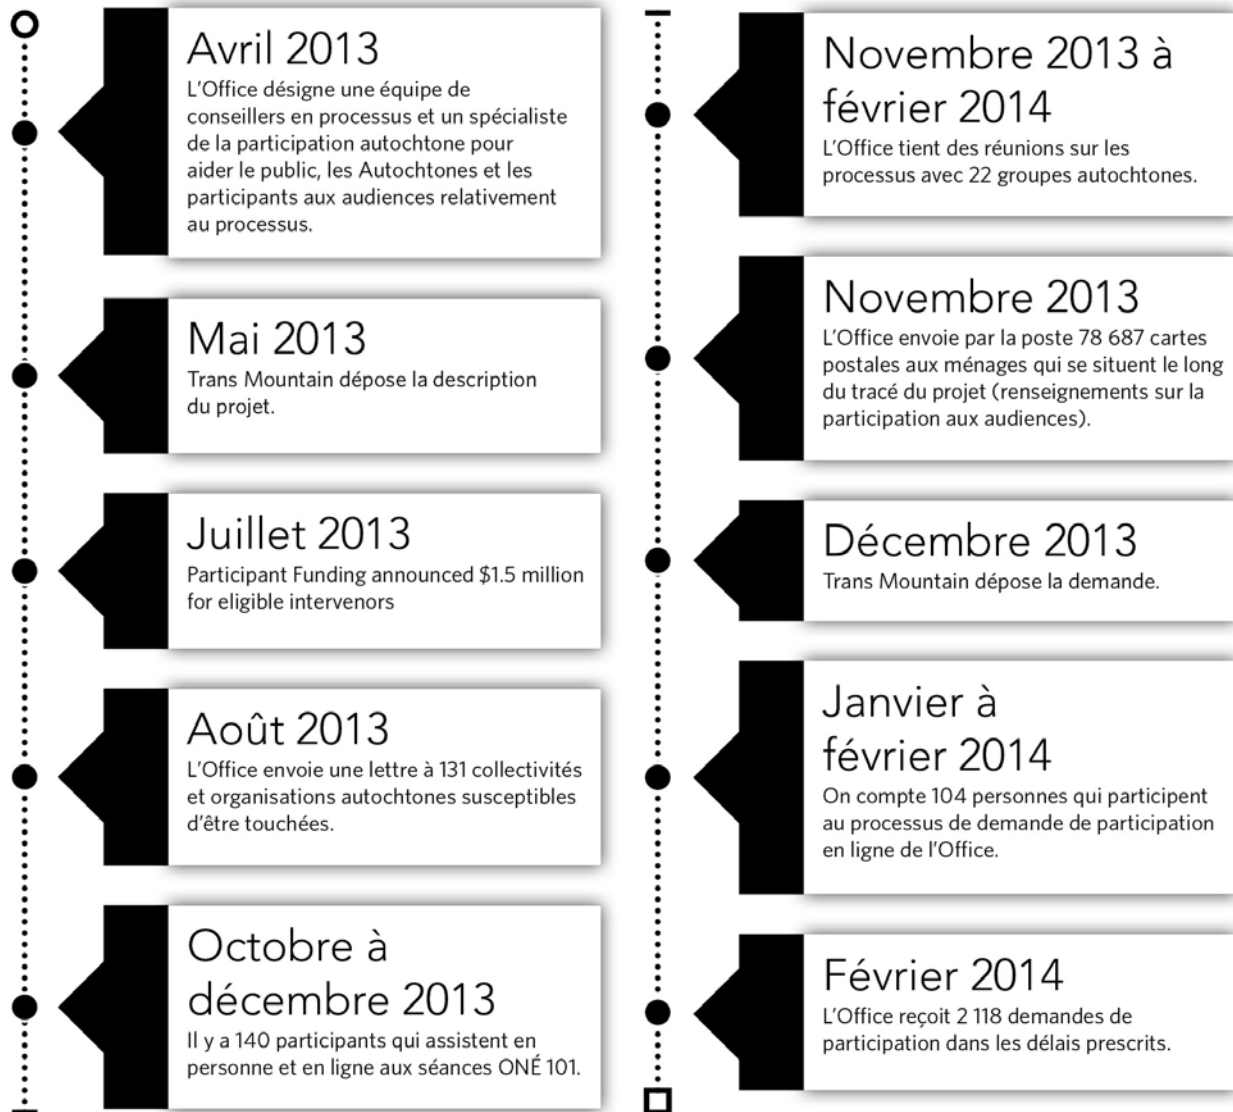 Avril 2013
L'Office désigne une équipe de
conseillers en processus et un spécialiste
de la participation autochtone pour
aider le public, les Autochtones et les
participants aux audiences relativement
au processus.
Mai 2013
Trans Mountain dépose la description
du projet.
Juillet 2013
Participant Funding announced $1.5 million
for eligible intervenors
Août 2013
L'Office envoie une lettre à 131 collectivités
et organisations autochtones susceptibles
d'être touchées.
Octobre à
décembre 2013
Il y a 140 participants qui assistent en
personne et en ligne aux séances ONÉ 101.
Novembre 2013 à
février 2014
L'Office tient des réunions sur les
processus avec 22 groupes autochtones.
Novembre 2013
L'Office envoie par la poste 78 687 cartes
postales aux ménages qui se situent le long
du tracé du projet (renseignements sur la
participation aux audiences).
Décembre 2013
Trans Mountain dépose la demande.
Janvier à
février 2014
On compte 104 personnes qui participent
au processus de demande de participation
en ligne de l'Office.
Février 2014
L'Office reçoit 2 118 demandes de
participation dans les délais prescrits.